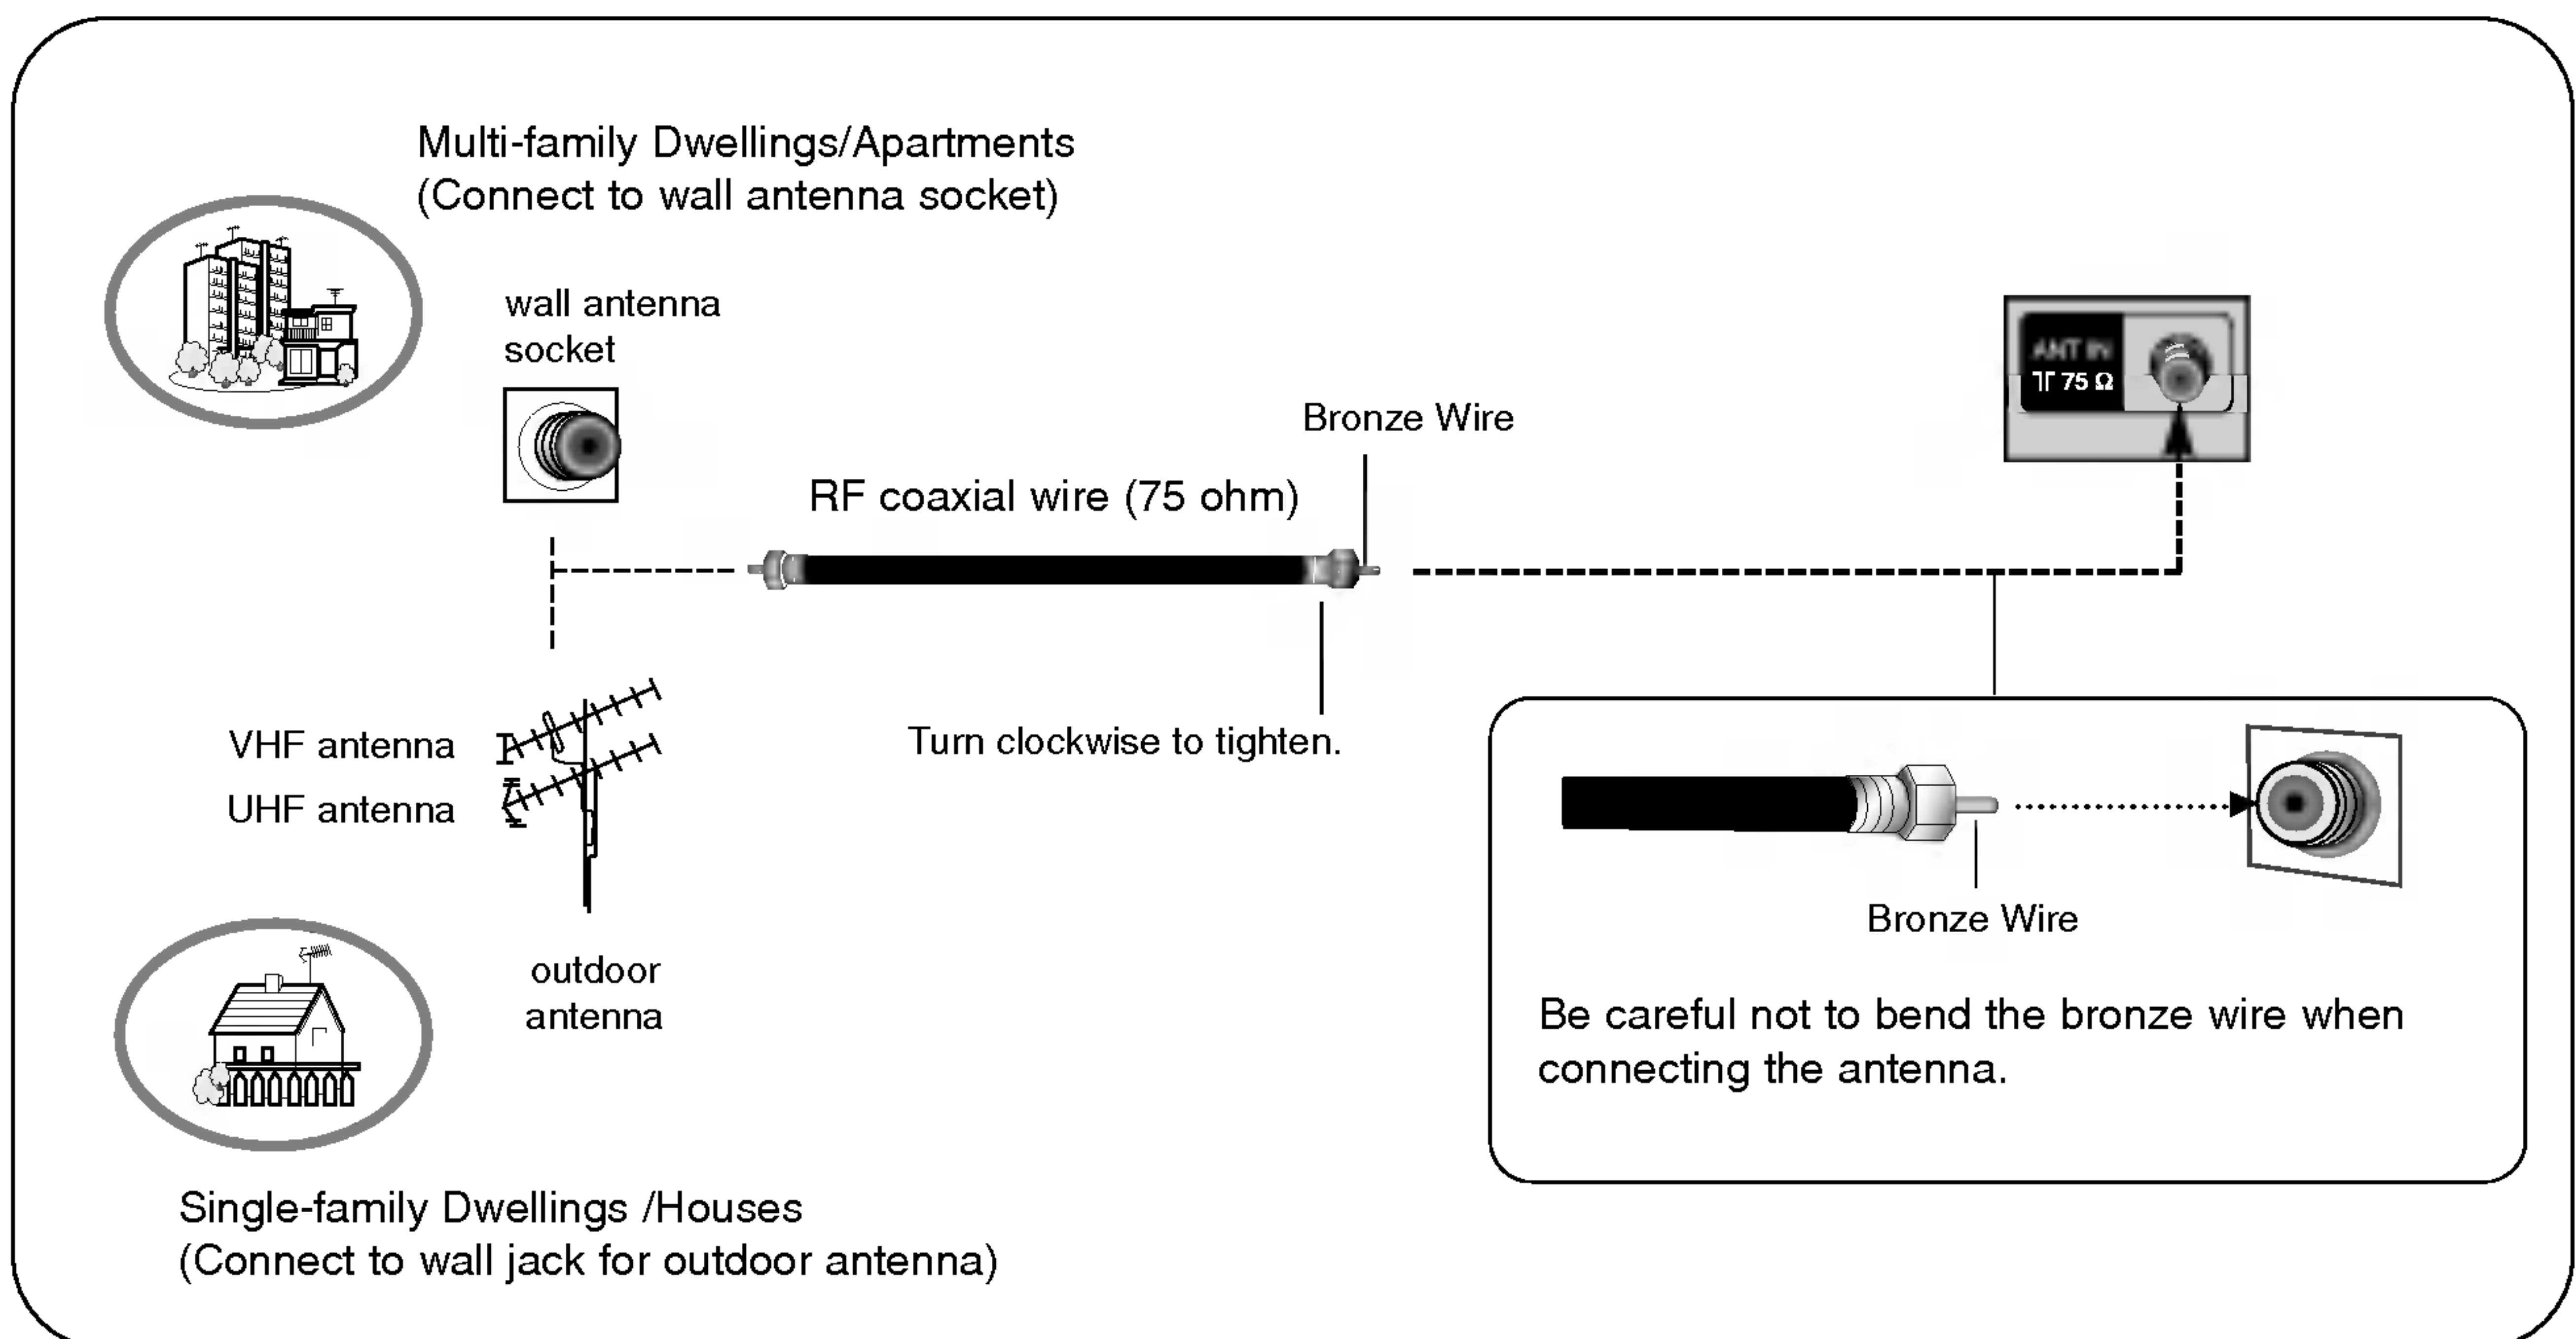 Multi-family Dwellings/Apartments
(Connect to wall antenna socket)
wall antenna
socket
Bronze Wire
RF coaxial wire (75 ohm)
ANT IN
75 Ω
Turn clockwise to tighten.
VHF antenna
UHF antenna
outdoor
antenna
Bronze Wire
Be careful not to bend the bronze wire when
connecting the antenna.
Single-family Dwellings /Houses
(Connect to wall jack for outdoor antenna)